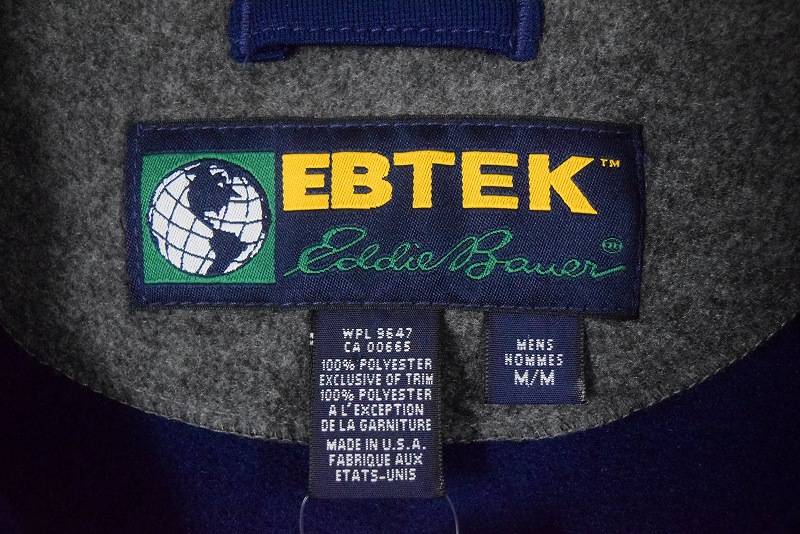 EBTEK™
Eddie Bauer®
WPL 9647
CA 00665
100% POLYESTER
EXCLUSIVE OF TRIM
100% POLYESTER
A L'EXCEPTION
DE LA GARNITURE
MADE IN U.S.A.
FABRIQUE AUX
ETATS-UNIS
MENS
HOMMES
M/M